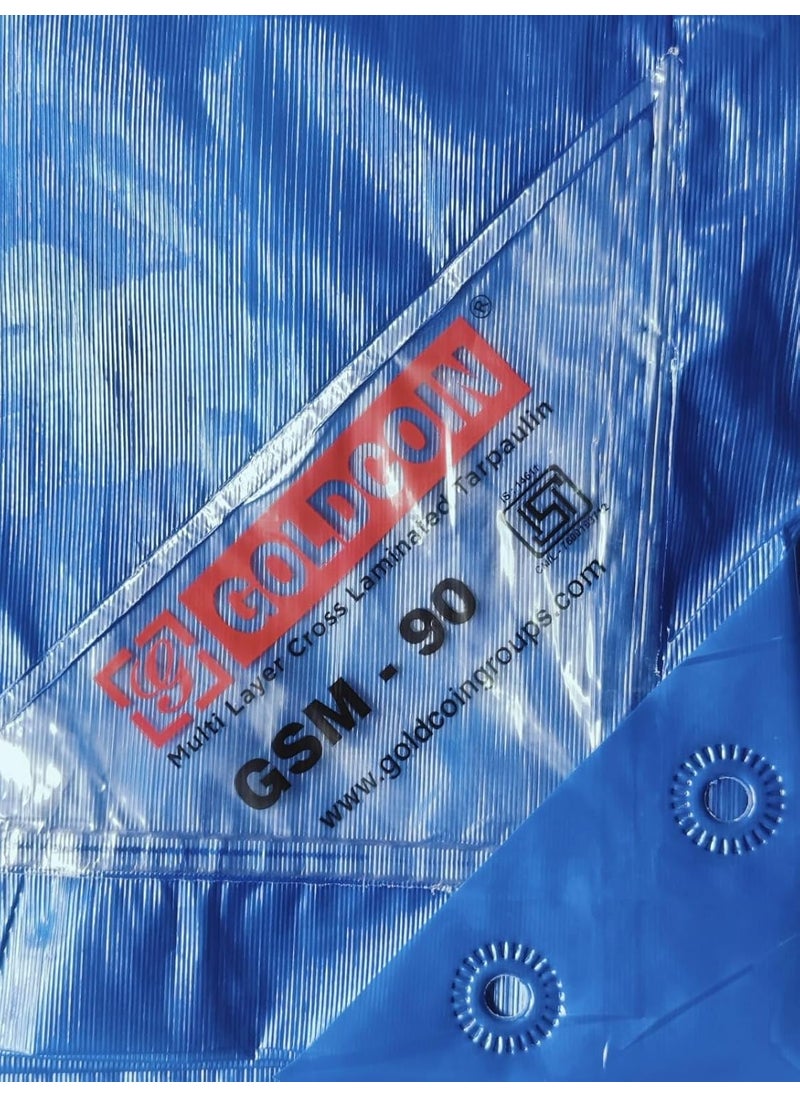 GOLDCOIN ®
Multi Layer Cross Laminated Tarpaulin
GSM - 90
www.goldcoingroups.com